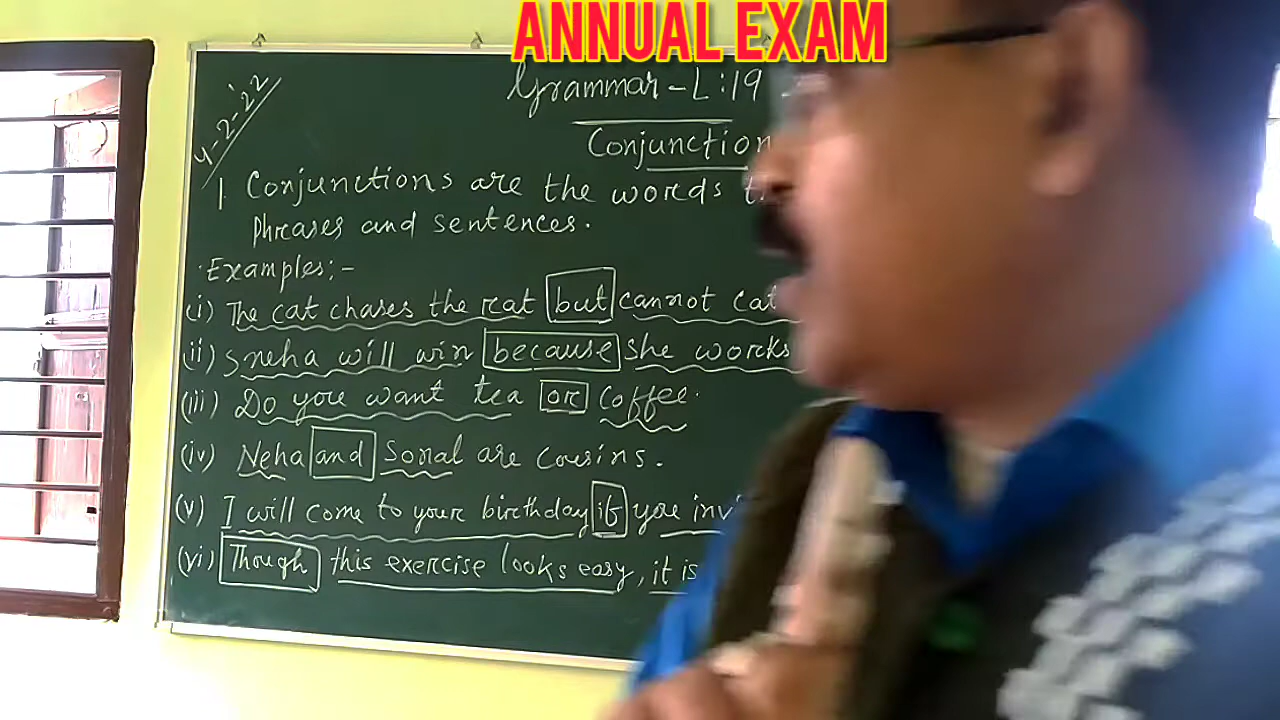 ANNUAL EXAM
4-2-22
Grammar - L:19
Conjunction
1. Conjunctions are the words
Phrases and sentences.
Examples:-
(i) The cat chases the rat but cannot
(ii) Sneha will win because she works
(iii) Do you want tea or coffee.
(iv) Neha and Sonal are cousins.
(v) I will come to your birthday if you
(vi) Though this exercise looks easy, it is